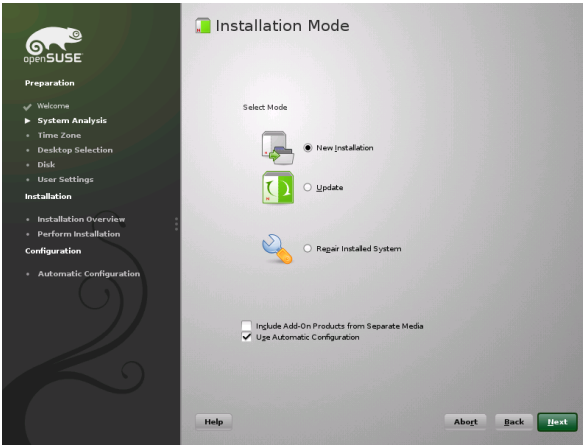 openSUSE
Preparation
Welcome
System Analysis
Time Zone
Desktop Selection
Disk
User Settings
Installation
Installation Overview
Perform Installation
Configuration
Automatic Configuration
Installation Mode
Select Mode
New Installation
Update
Repair Installed System
Include Add-On Products from Separate Media
Use Automatic Configuration
Help
Abort
Back
Next